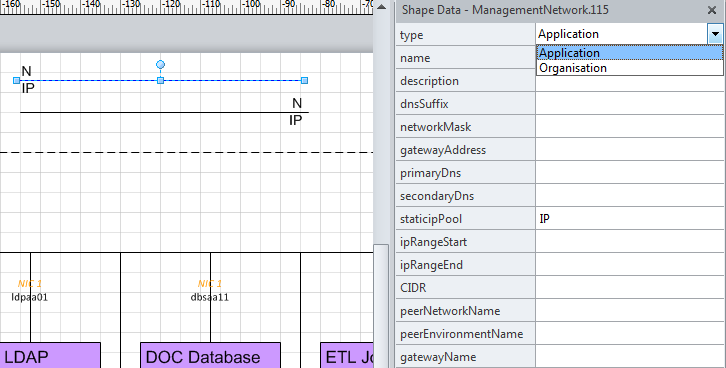 -160 -150 -140 -130 -120 -110 -100 -90 -80 -70
N
IP
N
IP
NIC 1
ldpaa01
NIC 1
dbsaa11
LDAP
DOC Database
ETL Jo
Shape Data - ManagementNetwork.115
type Application
Application
Organisation
name
description
dnsSuffix
networkMask
gatewayAddress
primaryDns
secondaryDns
staticipPool IP
ipRangeStart
ipRangeEnd
CIDR
peerNetworkName
peerEnvironmentName
gatewayName